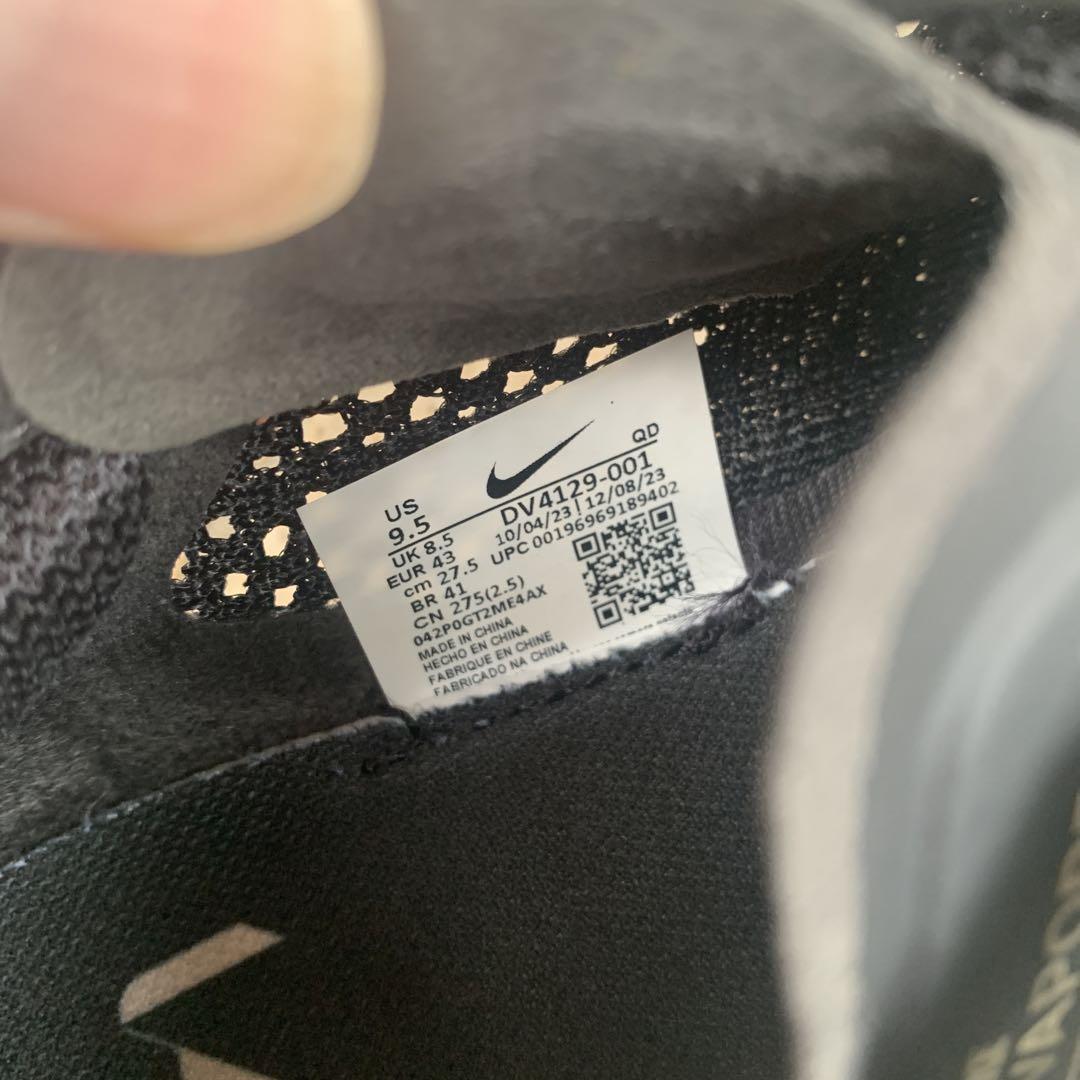 QD
US
9.5 DV4129-001
UK 8.5 10/04/23 | 12/08/23
EUR 43 UPC 00196969189402
cm 27.5
BR 41
CN 275(2.5)
042P0GT2ME4AX
MADE IN CHINA
HECHO EN CHINA
FABRIQUE EN CHINE
FABRICADO NA CHINA